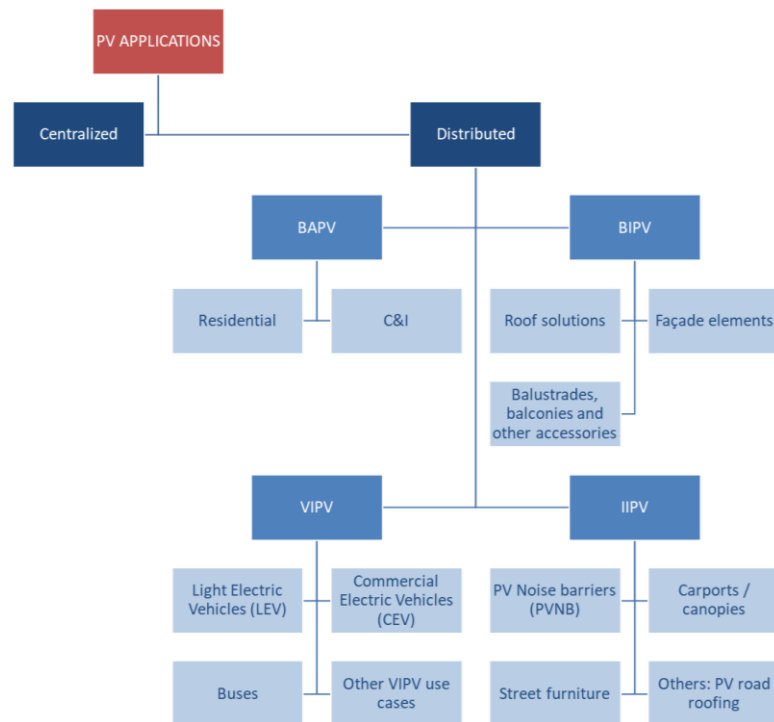 PV APPLICATIONS
Centralized
Distributed
BAPV
BIPV
Residential
C&I
Roof solutions
Façade elements
Balustrades,
balconies and
other accessories
VIPV
IIPV
Light Electric
Vehicles (LEV)
Commercial
Electric Vehicles
(CEV)
PV Noise barriers
(PVNB)
Carports /
canopies
Buses
Other VIPV use
cases
Street furniture
Others: PV road
roofing